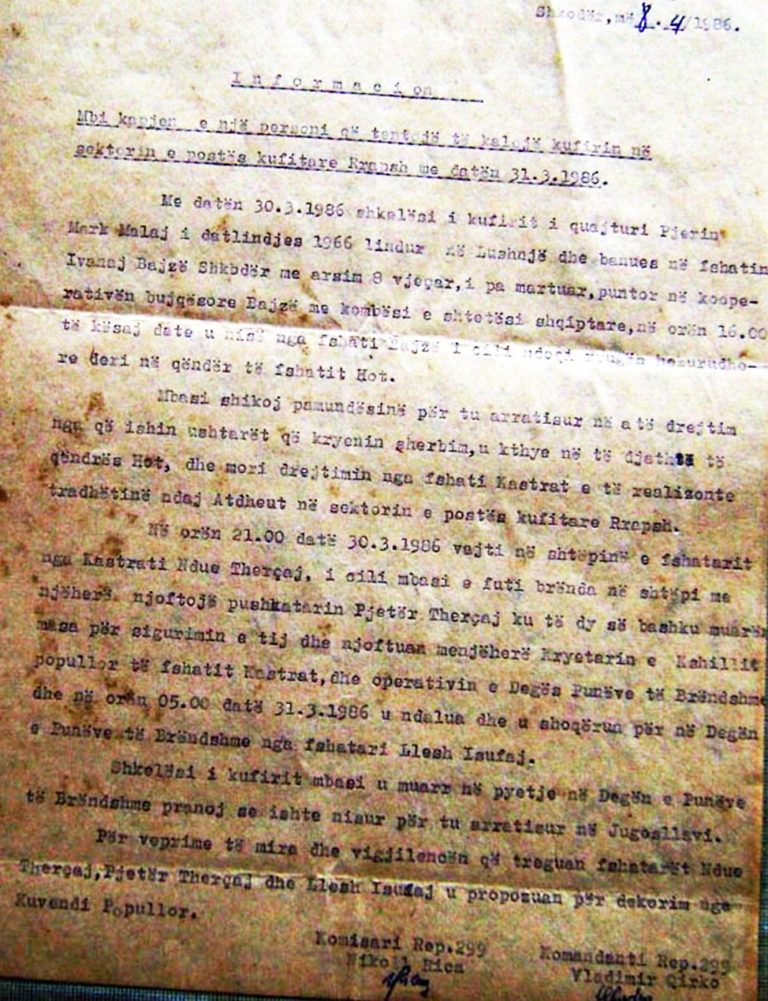 Shkodër, më 8. 4/1986.
Informacion
Mbi kapjen e një personi që tentojë të kalojë kufirin në
sektorin e postës kufitare Rrapsh me datën 31.3.1986.
Me datën 30.3.1986 shkelësi i kufirit i quajturi Pjerin
Mark Malaj i datlindjes 1966 lindur në Lushnjë dhe banues në fshatin
Ivanaj Bajzë Shkodër me arsim 8 vjeçar,i pa martuar,puntor në koope-
rativën bujqësore Bajzë me kombësi e shtetësi shqiptare,në orën 16.00
të kësaj date u nisë nga fshati Bajzë i cili ndoqi rrugës hekurudho-
re deri në qëndër të fshatit Hot.
Mbasi shikoj pamundësinë për tu arratisur në atë drejtim
nga që ishin ushtarët që kryenin sherbim,u kthye në të djathtë të
qëndrës Hot, dhe mori drejtimin nga fshati Kastrat e të realizonte
tradhëtinë ndaj Atdheut në sektorin e postës kufitare Rrapsh.
Në orën 21.00 datë 30.3.1986 vajti në shtëpinë e fshatarit
nga Kastrati Ndue Therçaj, i cili mbasi e futi brënda në shtëpi me
njëherë njoftojë pushkatarin Pjetër Therçaj ku të dy së bashku muarën
masa për sigurimin e tij dhe njoftuan menjëherë Kryetarin e Kshillit
popullor të fshatit Kastrat,dhe operativin e Degës Punëve të Brëndshme
dhe në orën 05.00 datë 31.3.1986 u ndalua dhe u shoqërua për në Degën
e Punëve të Brëndshme nga fshatari Llesh Isufaj.
Shkelësi i kufirit mbasi u muarr në pyetje në Degën e Punëve
të Brëndshme pranoj se ishte nisur për tu arratisur në Jugosllavi.
Për veprime të mira dhe vigjilencën që treguan fshatarët Ndue
Therçaj,Pjetër Therçaj dhe Llesh Isufaj u propozuan për dekorim nga
Kuvendi Popullor.
Komisari Rep.299
Nikoll Rica
Komandanti Rep.299
Vladimir Qirko